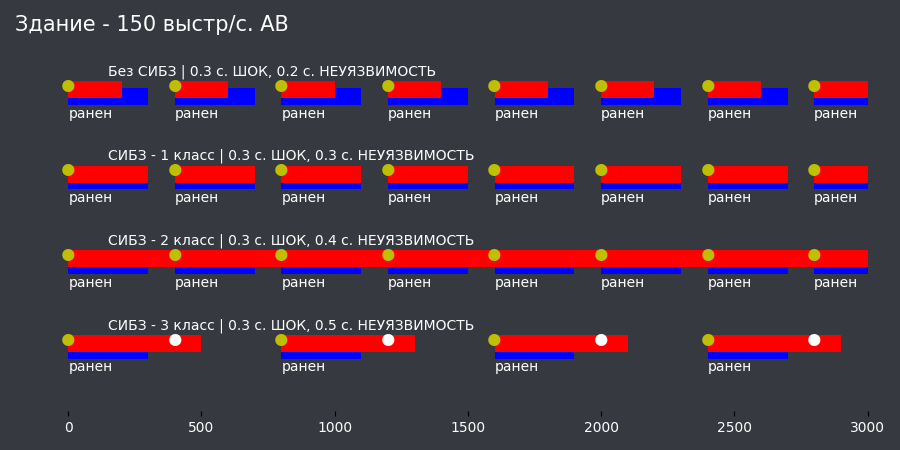 Здание - 150 выстр/с. АВ
Без СИБЗ | 0.3 с. ШОК, 0.2 с. НЕУЯЗВИМОСТЬ
ранен ранен ранен ранен ранен ранен ранен ранен
СИБЗ - 1 класс | 0.3 с. ШОК, 0.3 с. НЕУЯЗВИМОСТЬ
ранен ранен ранен ранен ранен ранен ранен ранен
СИБЗ - 2 класс | 0.3 с. ШОК, 0.4 с. НЕУЯЗВИМОСТЬ
ранен ранен ранен ранен ранен ранен ранен ранен
СИБЗ - 3 класс | 0.3 с. ШОК, 0.5 с. НЕУЯЗВИМОСТЬ
ранен ранен ранен ранен
0 500 1000 1500 2000 2500 3000